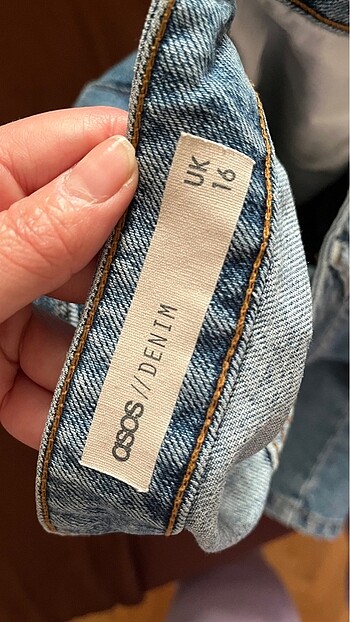 asos // DENIM
UK
16